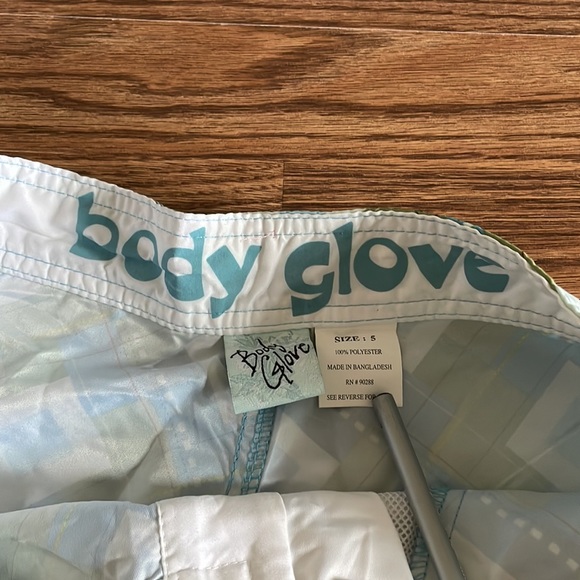 body glove
Body
Glove
SIZE : 5
100% POLYESTER
MADE IN BANGLADESH
RN # 90288
SEE REVERSE FOR